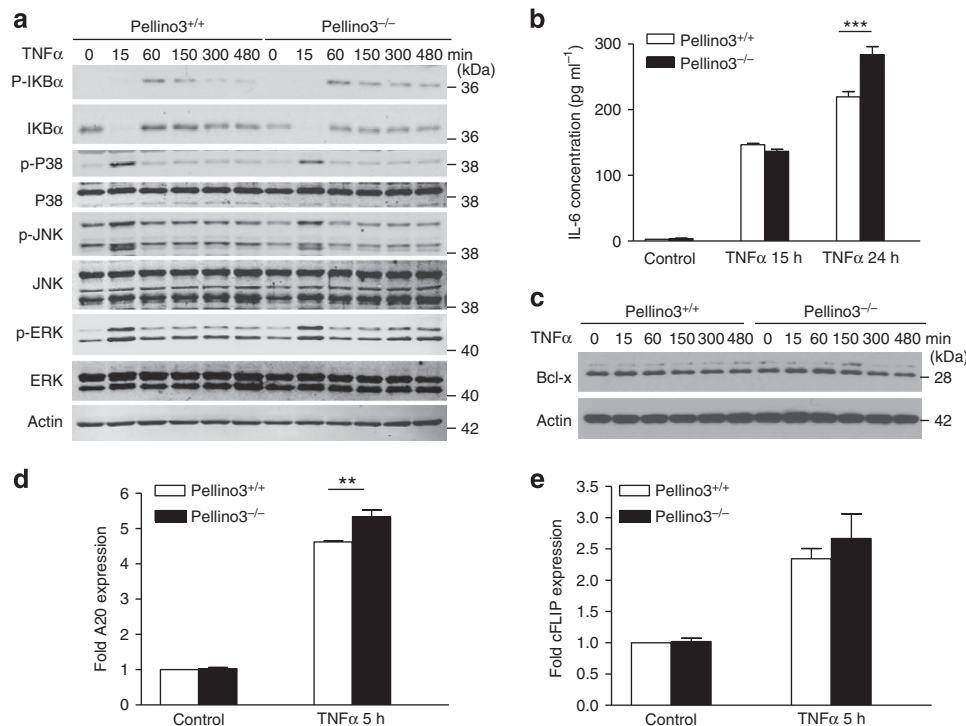 a
Pellino3+/+ Pellino3–/–
TNFα 0 15 60 150 300 480 0 15 60 150 300 480 min
(kDa)
P-IKBα
36
IKBα
36
p-P38
38
P38
38
p-JNK
38
JNK
38
p-ERK
40
ERK
40
Actin
42
b
Pellino3+/+
Pellino3–/–
***
IL-6 concentration (pg ml–1)
300
200
100
0
Control TNFα 15 h TNFα 24 h
c
Pellino3+/+ Pellino3–/–
TNFα 0 15 60 150 300 480 0 15 60 150 300 480 min
(kDa)
Bcl-x
28
Actin
42
d
Pellino3+/+
Pellino3–/–
**
Fold A20 expression
6
5
4
3
2
1
0
Control TNFα 5 h
e
Pellino3+/+
Pellino3–/–
Fold cFLIP expression
3.5
3.0
2.5
2.0
1.5
1.0
0.5
0.0
Control TNFα 5 h